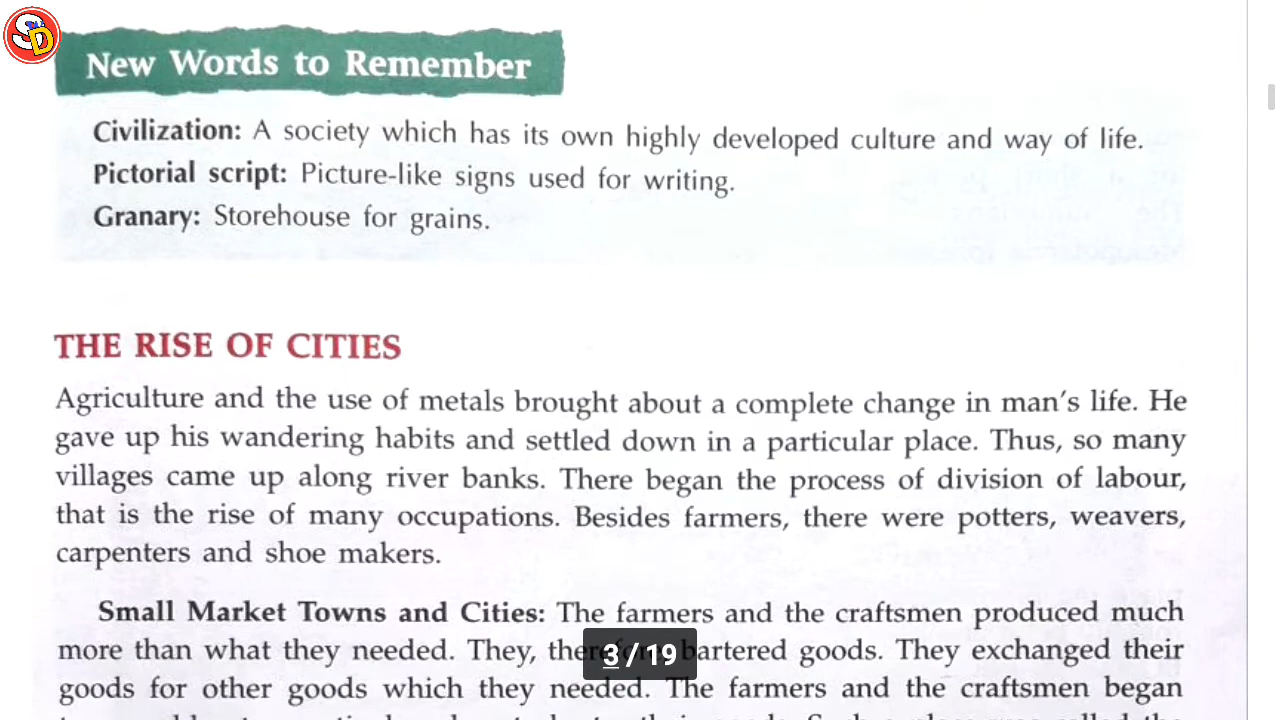 SD
New Words to Remember
Civilization: A society which has its own highly developed culture and way of life.
Pictorial script: Picture-like signs used for writing.
Granary: Storehouse for grains.
THE RISE OF CITIES
Agriculture and the use of metals brought about a complete change in man's life. He
gave up his wandering habits and settled down in a particular place. Thus, so many
villages came up along river banks. There began the process of division of labour,
that is the rise of many occupations. Besides farmers, there were potters, weavers,
carpenters and shoe makers.
Small Market Towns and Cities: The farmers and the craftsmen produced much
more than what they needed. They, therefore bartered goods. They exchanged their
3 / 19
goods for other goods which they needed. The farmers and the craftsmen began